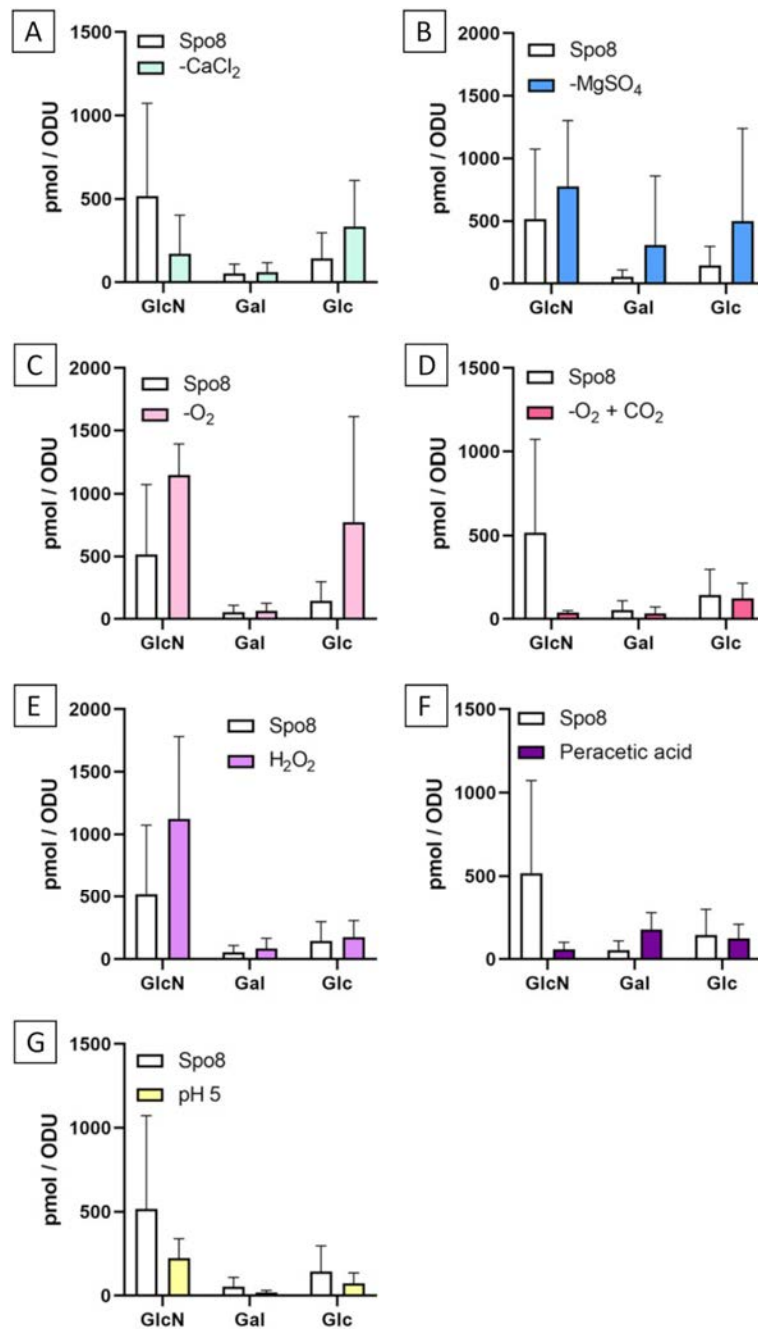 A
1500
1000
500
0
pmol / ODU
Spo8
-CaCl₂
GlcN Gal Glc
B
2000
1500
1000
500
0
pmol / ODU
Spo8
-MgSO₄
GlcN Gal Glc
C
2000
1500
1000
500
0
pmol / ODU
Spo8
-O₂
GlcN Gal Glc
D
1500
1000
500
0
pmol / ODU
Spo8
-O₂ + CO₂
GlcN Gal Glc
E
2000
1500
1000
500
0
pmol / ODU
Spo8
H₂O₂
GlcN Gal Glc
F
1500
1000
500
0
pmol / ODU
Spo8
Peracetic acid
GlcN Gal Glc
G
1500
1000
500
0
pmol / ODU
Spo8
pH 5
GlcN Gal Glc